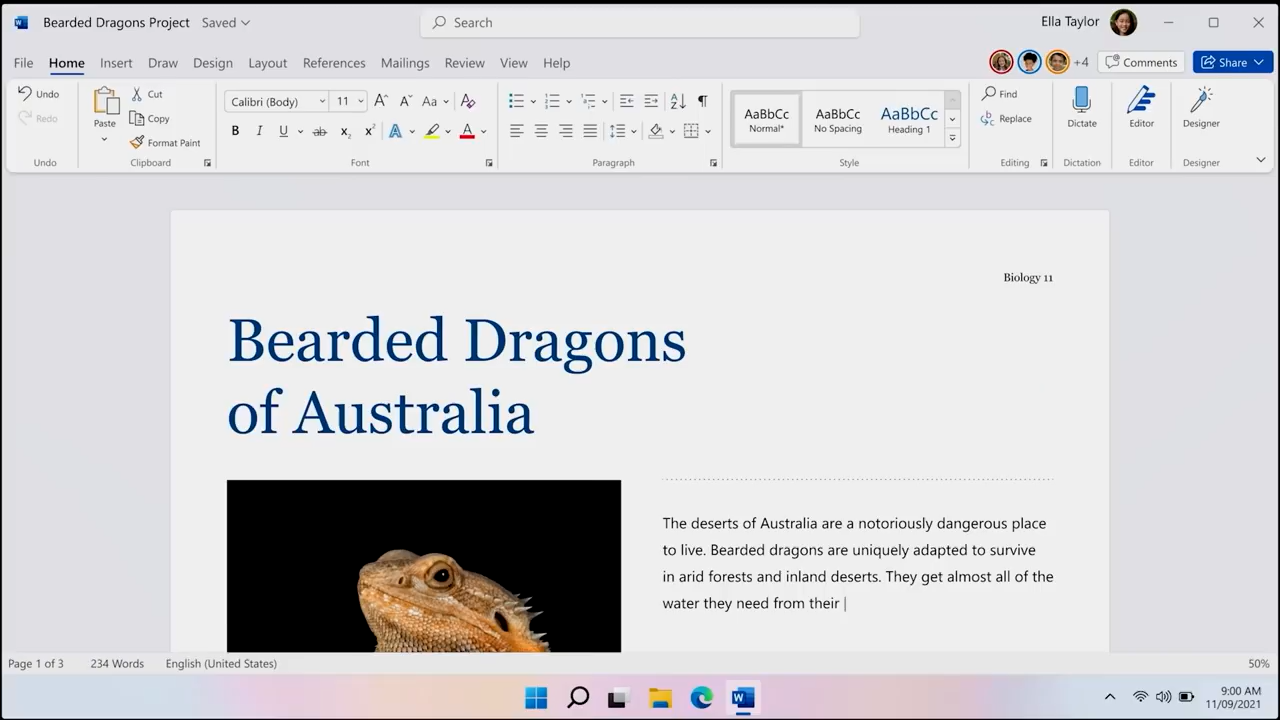 Bearded Dragons Project Saved
Search
Ella Taylor
File Home Insert Draw Design Layout References Mailings Review View Help
+4 Comments Share
Undo
Redo
Paste
Cut
Copy
Format Paint
Calibri (Body) 11
AaBbCc AaBbCc AaBbCc
Normal* No Spacing Heading 1
Find
Replace
Dictate
Editor
Designer
Undo Clipboard Font Paragraph Style Editing Dictation Editor Designer
Biology 11
Bearded Dragons
of Australia
The deserts of Australia are a notoriously dangerous place
to live. Bearded dragons are uniquely adapted to survive
in arid forests and inland deserts. They get almost all of the
water they need from their
Page 1 of 3 234 Words English (United States) 50%
9:00 AM
11/09/2021